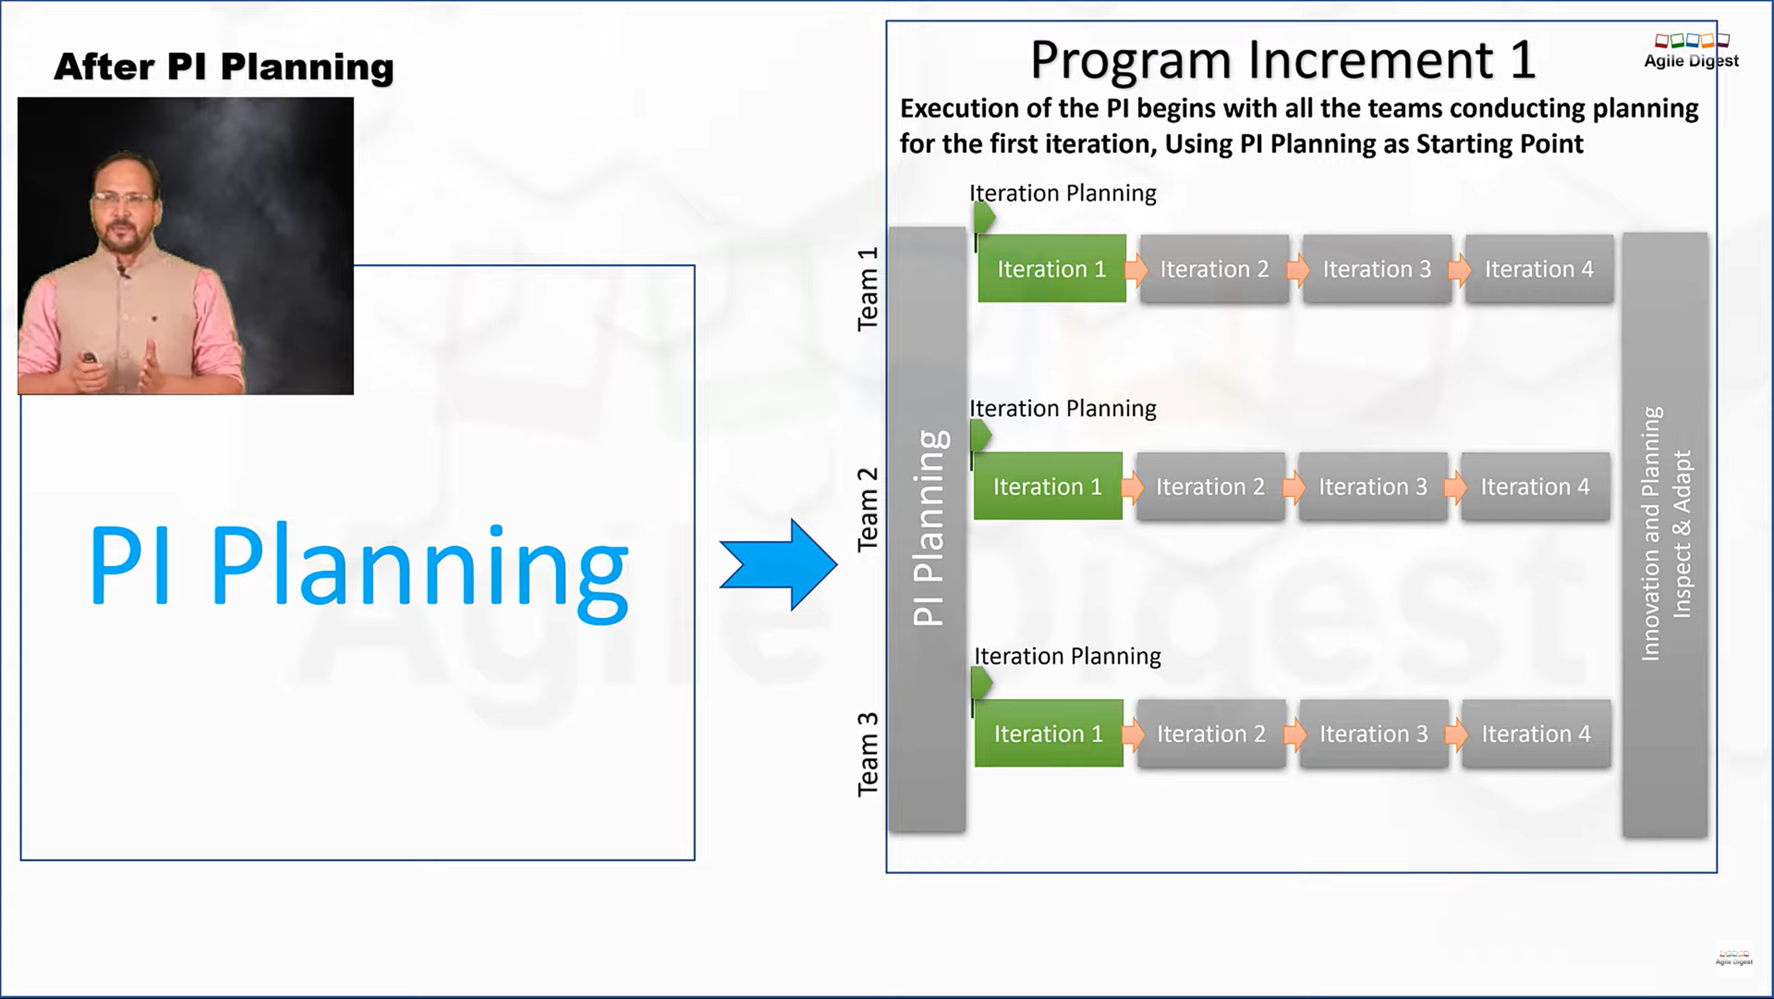 After PI Planning
PI Planning
Program Increment 1
Agile Digest
Execution of the PI begins with all the teams conducting planning
for the first iteration, Using PI Planning as Starting Point
PI Planning
Team 1
Iteration Planning
Iteration 1
Iteration 2
Iteration 3
Iteration 4
Team 2
Iteration Planning
Iteration 1
Iteration 2
Iteration 3
Iteration 4
Team 3
Iteration Planning
Iteration 1
Iteration 2
Iteration 3
Iteration 4
Innovation and Planning
Inspect & Adapt
Agile Digest
Agile Digest